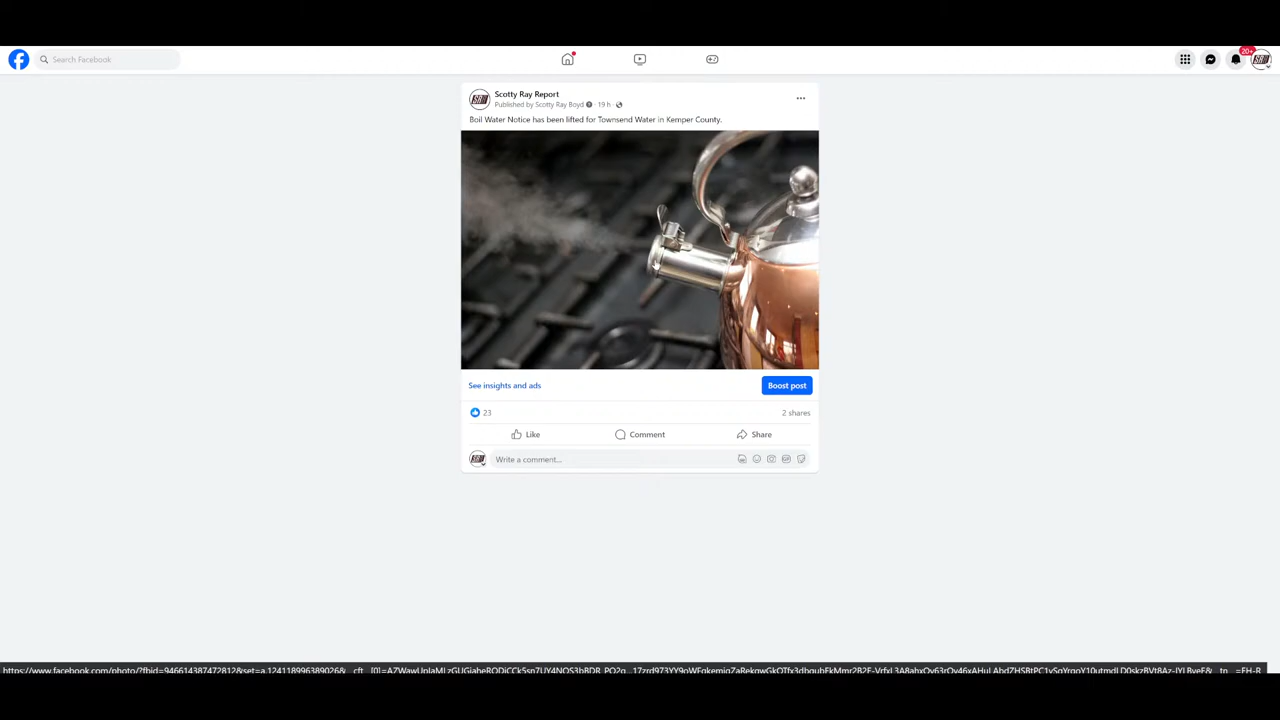 Search Facebook
20+
Scotty Ray Report
Published by Scotty Ray Boyd · 19 h ·
Boil Water Notice has been lifted for Townsend Water in Kemper County.
See insights and ads
Boost post
23
2 shares
Like
Comment
Share
Write a comment...